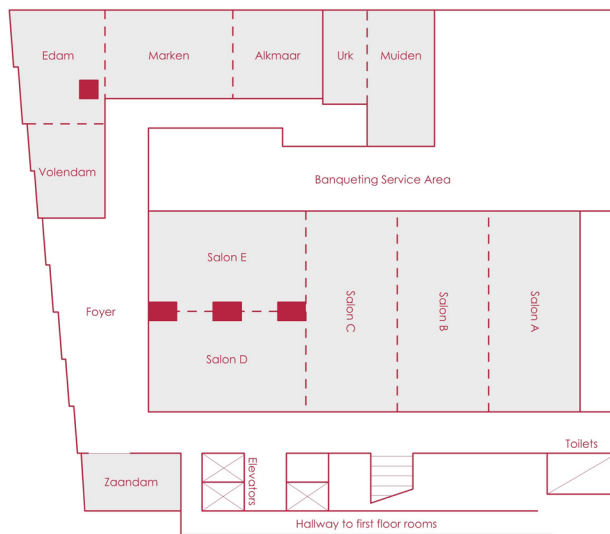 Edam
Marken
Alkmaar
Urk
Muiden
Volendam
Banqueting Service Area
Salon E
Salon C
Salon B
Salon A
Foyer
Salon D
Toilets
Zaandam
Elevators
Hallway to first floor rooms